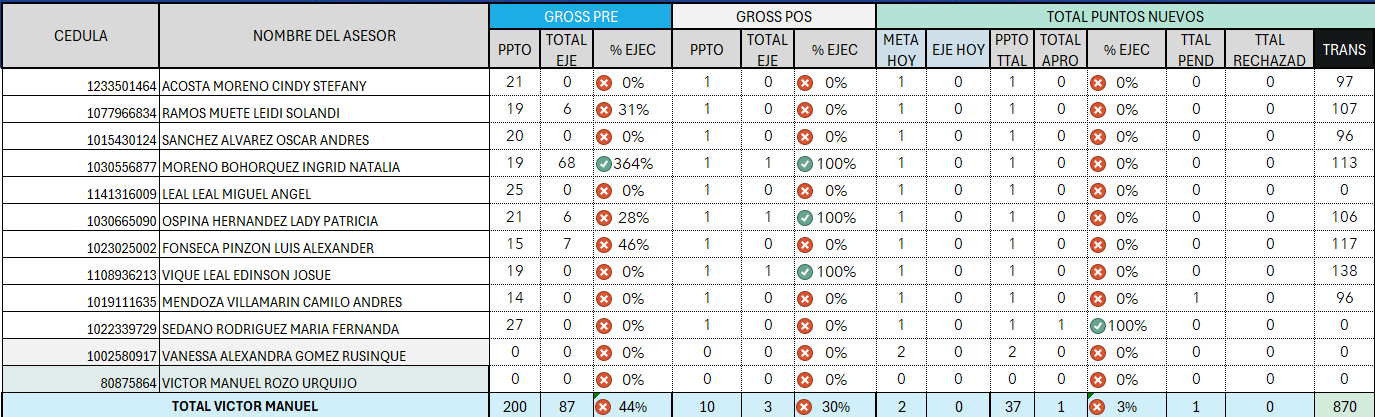 GROSS PRE GROSS POS TOTAL PUNTOS NUEVOS
CEDULA NOMBRE DEL ASESOR PPTO TOTAL EJE % EJEC PPTO TOTAL EJE % EJEC META HOY EJE HOY PPTO TTAL TOTAL APRO % EJEC TTAL PEND TTAL RECHAZAD TRANS
1233501464 ACOSTA MORENO CINDY STEFANY 21 0 0% 1 0 0% 1 0 1 0 0% 0 0 97
1077966834 RAMOS MUETE LEIDI SOLANDI 19 6 31% 1 0 0% 1 0 1 0 0% 0 0 107
1015430124 SANCHEZ ALVAREZ OSCAR ANDRES 20 0 0% 1 0 0% 1 0 1 0 0% 0 0 96
1030556877 MORENO BOHORQUEZ INGRID NATALIA 19 68 364% 1 1 100% 1 0 1 0 0% 0 0 113
1141316009 LEAL LEAL MIGUEL ANGEL 25 0 0% 1 0 0% 1 0 1 0 0% 0 0 0
1030665090 OSPINA HERNANDEZ LADY PATRICIA 21 6 28% 1 1 100% 1 0 1 0 0% 0 0 106
1023025002 FONSECA PINZON LUIS ALEXANDER 15 7 46% 1 0 0% 1 0 1 0 0% 0 0 117
1108936213 VIQUE LEAL EDINSON JOSUE 19 0 0% 1 1 100% 1 0 1 0 0% 0 0 138
1019111635 MENDOZA VILLAMARIN CAMILO ANDRES 14 0 0% 1 0 0% 1 0 1 0 0% 1 0 96
1022339729 SEDANO RODRIGUEZ MARIA FERNANDA 27 0 0% 1 0 0% 1 0 1 1 100% 0 0 0
1002580917 VANESSA ALEXANDRA GOMEZ RUSINQUE 0 0 0% 0 0 0% 2 0 2 0 0% 0 0 0
80875864 VICTOR MANUEL ROZO URQUIJO 0 0 0% 0 0 0% 0 0 0 0 0% 0 0 0
TOTAL VICTOR MANUEL 200 87 44% 10 3 30% 2 0 37 1 3% 1 0 870